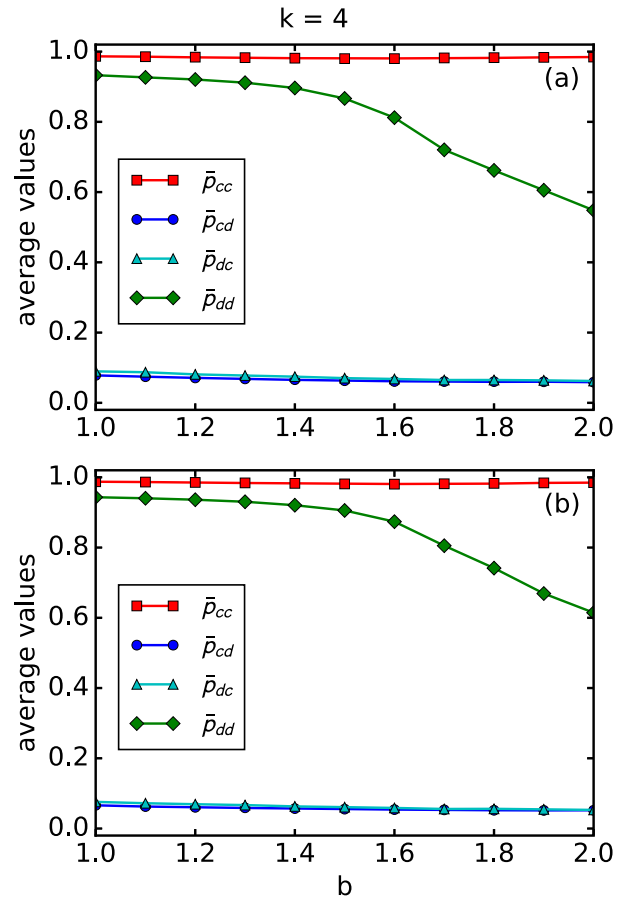 k = 4
(a)
1.0
0.8
0.6
0.4
0.2
0.0
average values
p̄cc
p̄cd
p̄dc
p̄dd
1.0 1.2 1.4 1.6 1.8 2.0
(b)
1.0
0.8
0.6
0.4
0.2
0.0
average values
p̄cc
p̄cd
p̄dc
p̄dd
1.0 1.2 1.4 1.6 1.8 2.0
b